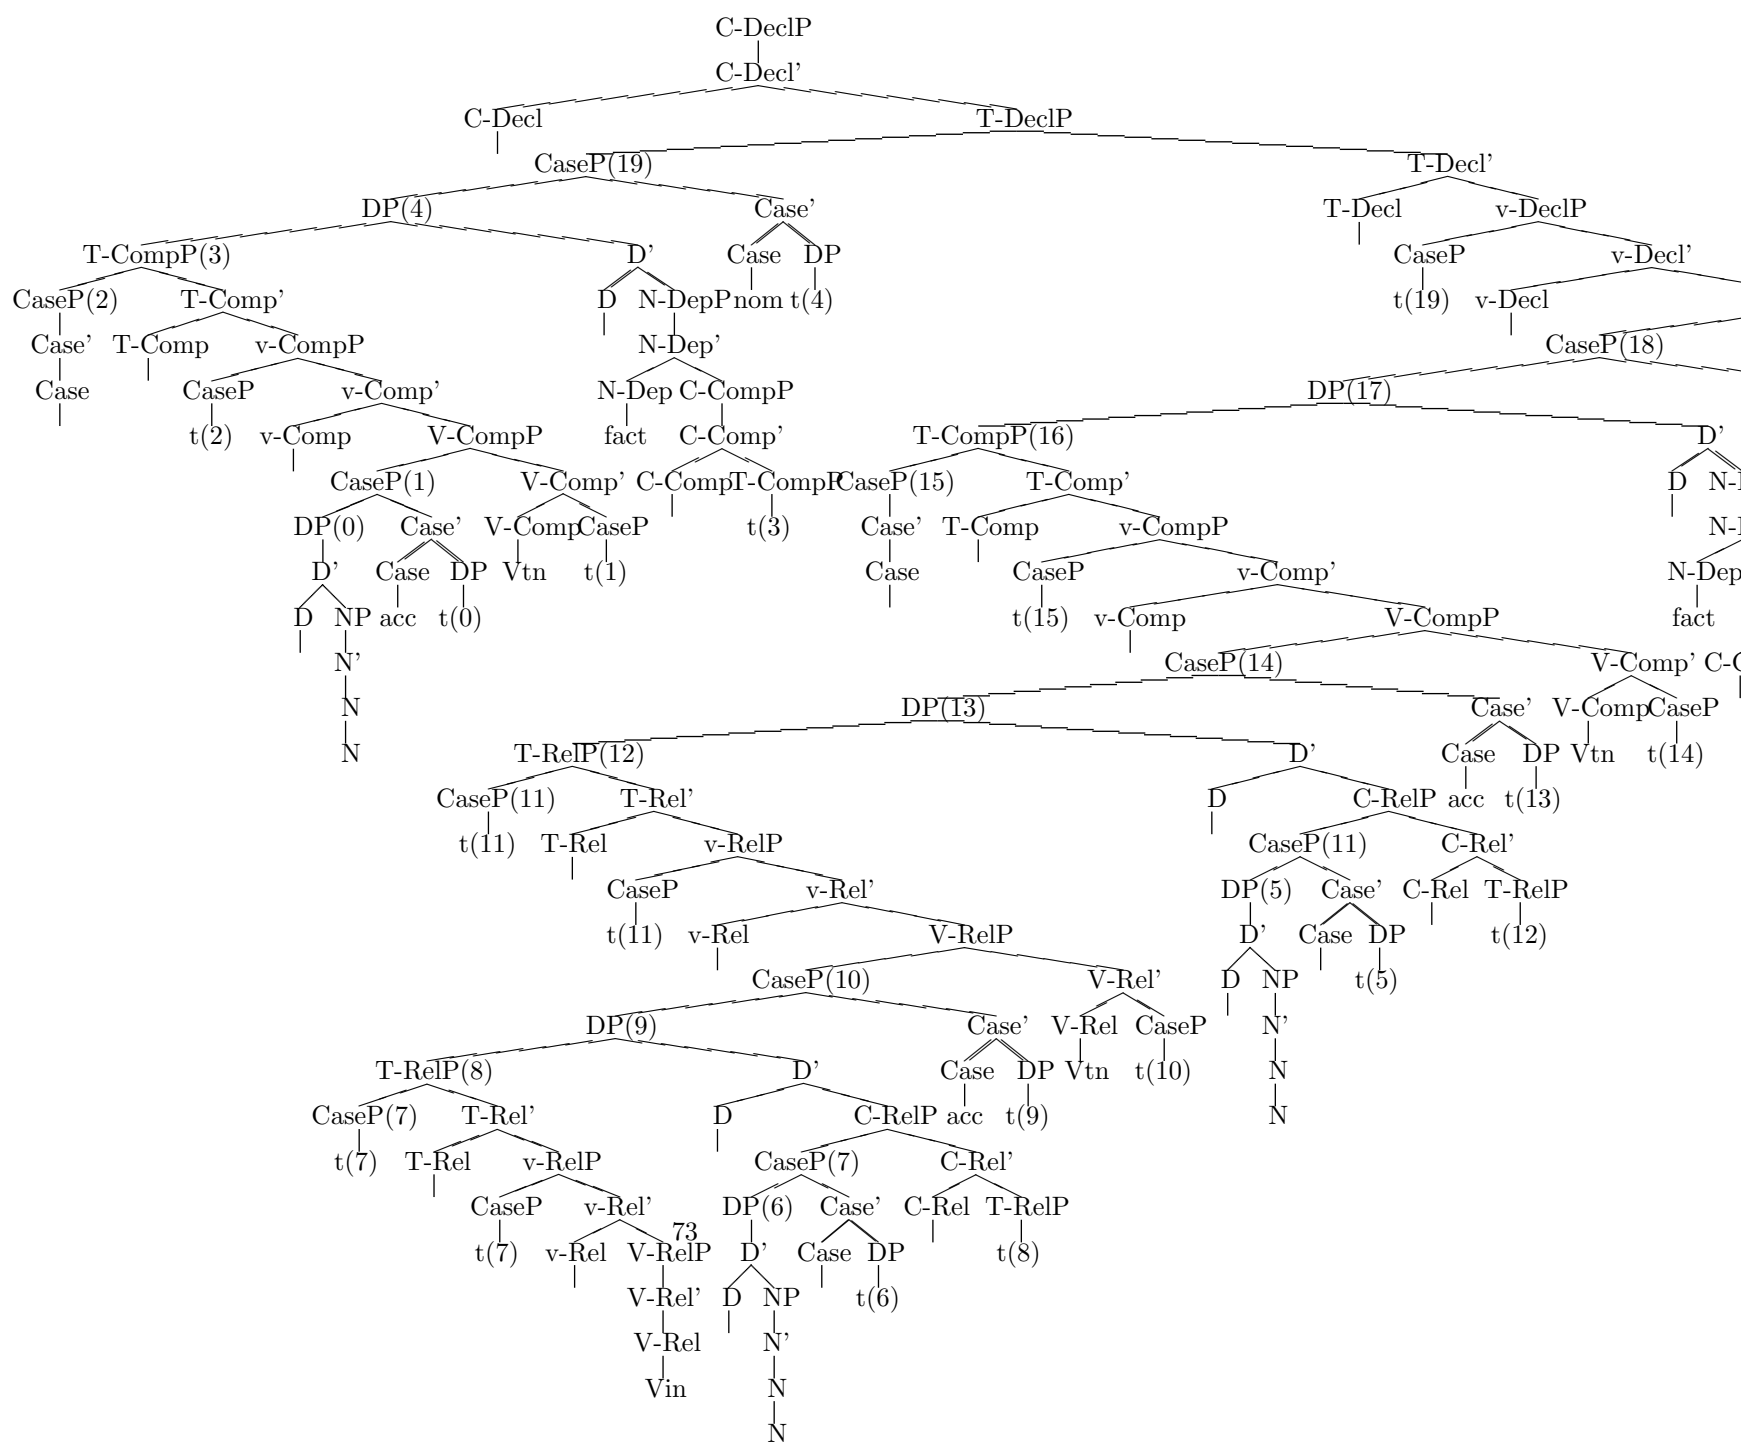 C-DeclP
C-Decl'
C-Decl T-DeclP
CaseP(19) T-Decl'
DP(4) Case' T-Decl v-DeclP
T-CompP(3) D' Case DP CaseP v-Decl'
CaseP(2) T-Comp' D N-DepP nom t(4) t(19) v-Decl
Case' T-Comp v-CompP N-Dep' CaseP(18)
Case CaseP v-Comp' N-Dep C-CompP DP(17)
t(2) v-Comp V-CompP fact C-Comp' T-CompP(16) D'
CaseP(1) V-Comp' C-Comp T-CompP CaseP(15) T-Comp' D
DP(0) Case' V-Comp CaseP t(3) Case' T-Comp v-CompP
D' Case DP Vtn t(1) Case CaseP v-Comp' N-Dep
D NP acc t(0) t(15) v-Comp V-CompP fact
N' CaseP(14) V-Comp'
N DP(13) Case' V-Comp CaseP
N T-RelP(12) D' Case DP Vtn t(14)
CaseP(11) T-Rel' D C-RelP acc t(13)
t(11) T-Rel v-RelP CaseP(11) C-Rel'
CaseP v-Rel' DP(5) Case' C-Rel T-RelP
t(11) v-Rel V-RelP D' Case DP t(12)
CaseP(10) V-Rel' D NP t(5)
DP(9) Case' V-Rel CaseP N'
T-RelP(8) D' Case DP Vtn t(10) N
CaseP(7) T-Rel' D C-RelP acc t(9) N
t(7) T-Rel v-RelP CaseP(7) C-Rel'
CaseP v-Rel' DP(6) Case' C-Rel T-RelP
73
t(7) v-Rel V-RelP D' Case DP t(8)
V-Rel' D NP t(6)
V-Rel N'
Vin N
N